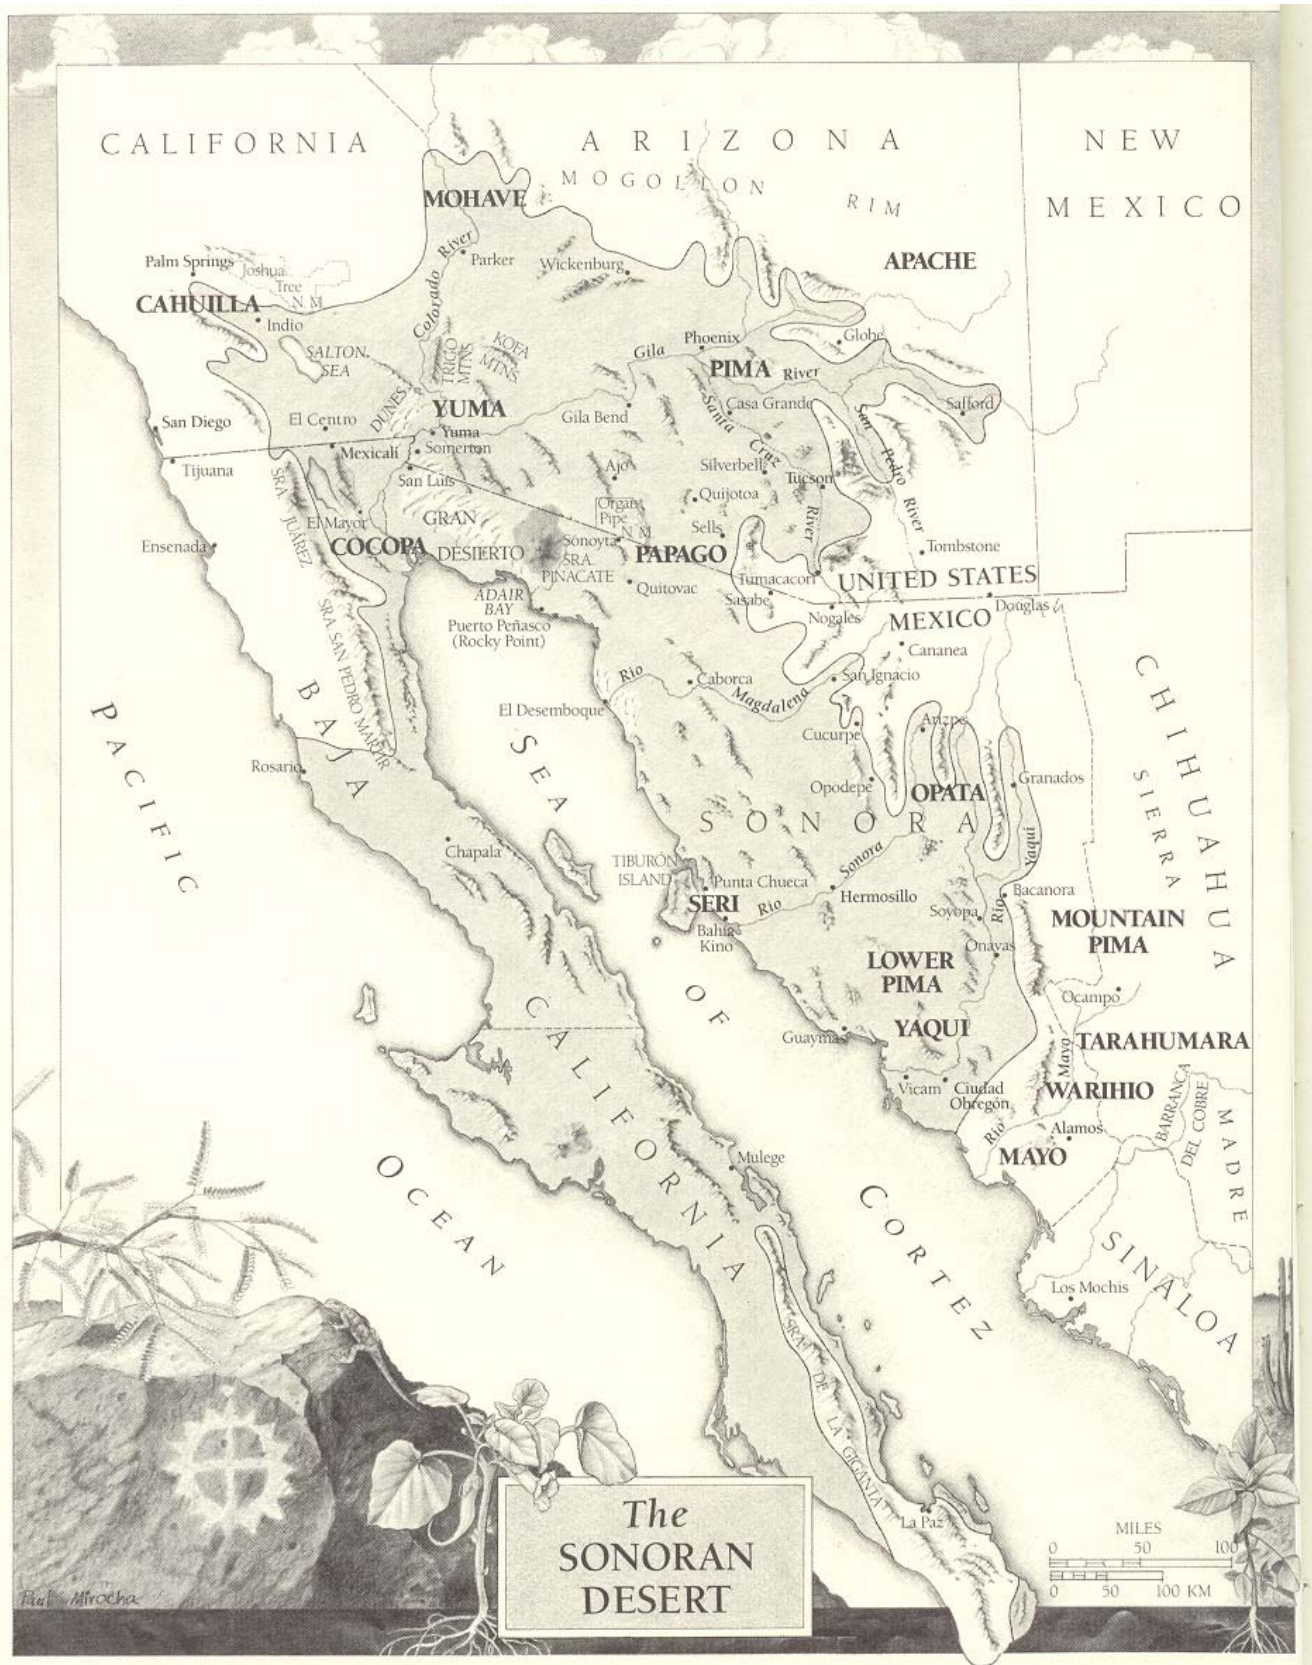 CALIFORNIA
ARIZONA
NEW
MEXICO
MOGOLLON
RIM
MOHAVE
APACHE
Colorado River
Parker
Wickenburg
Palm Springs
Joshua
Tree
N M
CAHUILLA
Indio
SALTON
SEA
TRIGO
MTNS.
KOFA
MTNS.
Phoenix
Globe
Gila
River
PIMA
DUNES
YUMA
Gila Bend
Casa Grande
Safford
Santa
Cruz
River
San
Pedro
River
San Diego
El Centro
Yuma
Somerton
Mexicali
Tijuana
San Luis
Ajo
Silverbell
Tucson
Quijotoa
Organ
Pipe
N M
Sells
SRA. JUÁREZ
El Mayor
GRAN
DESIERTO
COCOPA
Ensenada
Sonoyta
SRA.
PINACATE
PAPAGO
Tombstone
Tumacacori
UNITED STATES
Quitovac
Sasabe
ADAIR
BAY
Puerto Peñasco
(Rocky Point)
Nogales
MEXICO
Douglas
Cananea
SRA. SAN PEDRO MARTIR
Rio
Magdalena
Caborca
San Ignacio
El Desemboque
Cucurpe
Arizpe
CHIHUAHUA
SIERRA
MADRE
PACIFIC
OCEAN
BAJA
CALIFORNIA
SEA
OF
CORTEZ
Rosario
Opodepe
OPATA
Granados
SONORA
Chapala
TIBURÓN
ISLAND
Punta Chueca
SERI
Rio
Sonora
Hermosillo
Rio
Yaqui
Bacanora
Soyopa
MOUNTAIN
PIMA
Bahia
Kino
Onavas
LOWER
PIMA
Ocampo
YAQUI
Guaymas
TARAHUMARA
Rio
Mayo
WARIHIO
Vicam
Ciudad
Obregón
BARRANCA
DEL COBRE
Alamos
MAYO
Mulege
SINALOA
Los Mochis
SRA. DE LA GIGANTA
La Paz
MILES
0 50 100
0 50 100 KM
The
SONORAN
DESERT
Paul Mirocha